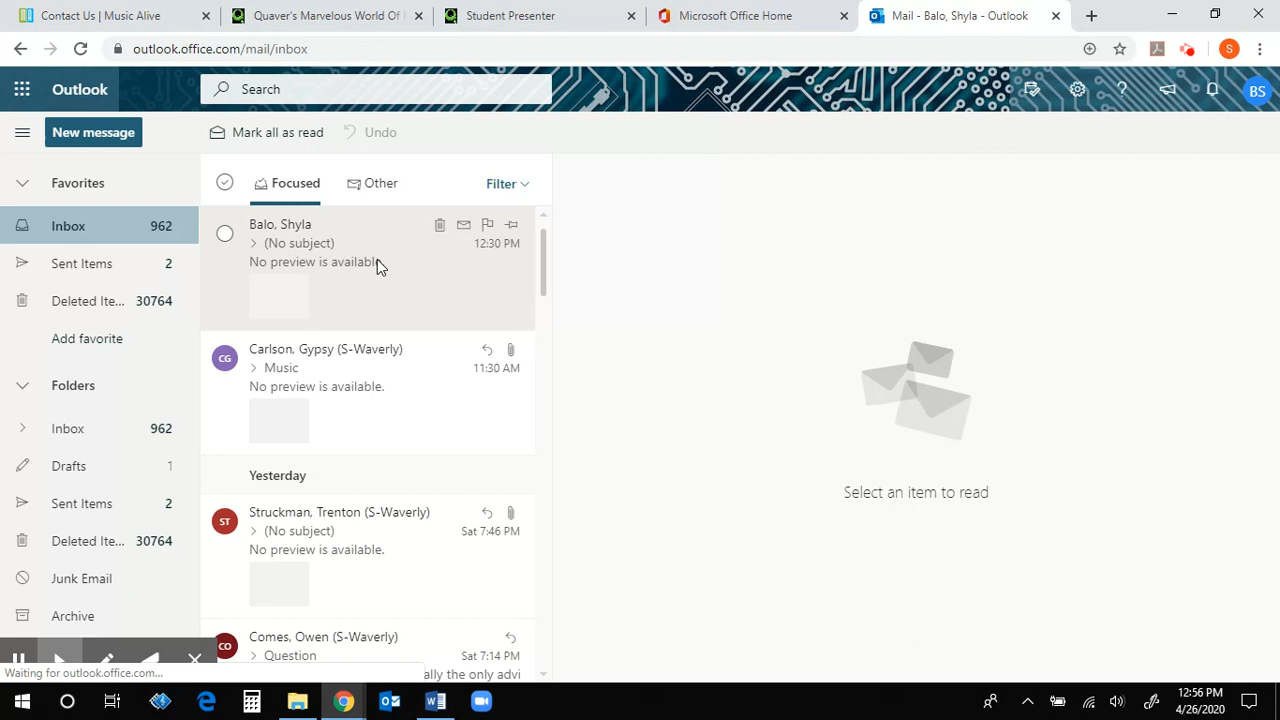 Contact Us | Music Alive
Quaver's Marvelous World Of
Student Presenter
Microsoft Office Home
Mail - Balo, Shyla - Outlook
outlook.office.com/mail/inbox
S
Outlook
Search
BS
New message
Mark all as read
Undo
Favorites
Focused
Other
Filter
Inbox 962
Balo, Shyla
(No subject)
12:30 PM
No preview is available.
Sent Items 2
Deleted Ite... 30764
Add favorite
CG
Carlson, Gypsy (S-Waverly)
Music
11:30 AM
No preview is available.
Folders
Inbox 962
Drafts 1
Sent Items 2
Deleted Ite... 30764
Junk Email
Archive
Yesterday
ST
Struckman, Trenton (S-Waverly)
(No subject)
Sat 7:46 PM
No preview is available.
CO
Comes, Owen (S-Waverly)
Question
Sat 7:14 PM
ally the only advi
Select an item to read
Waiting for outlook.office.com...
12:56 PM
4/26/2020